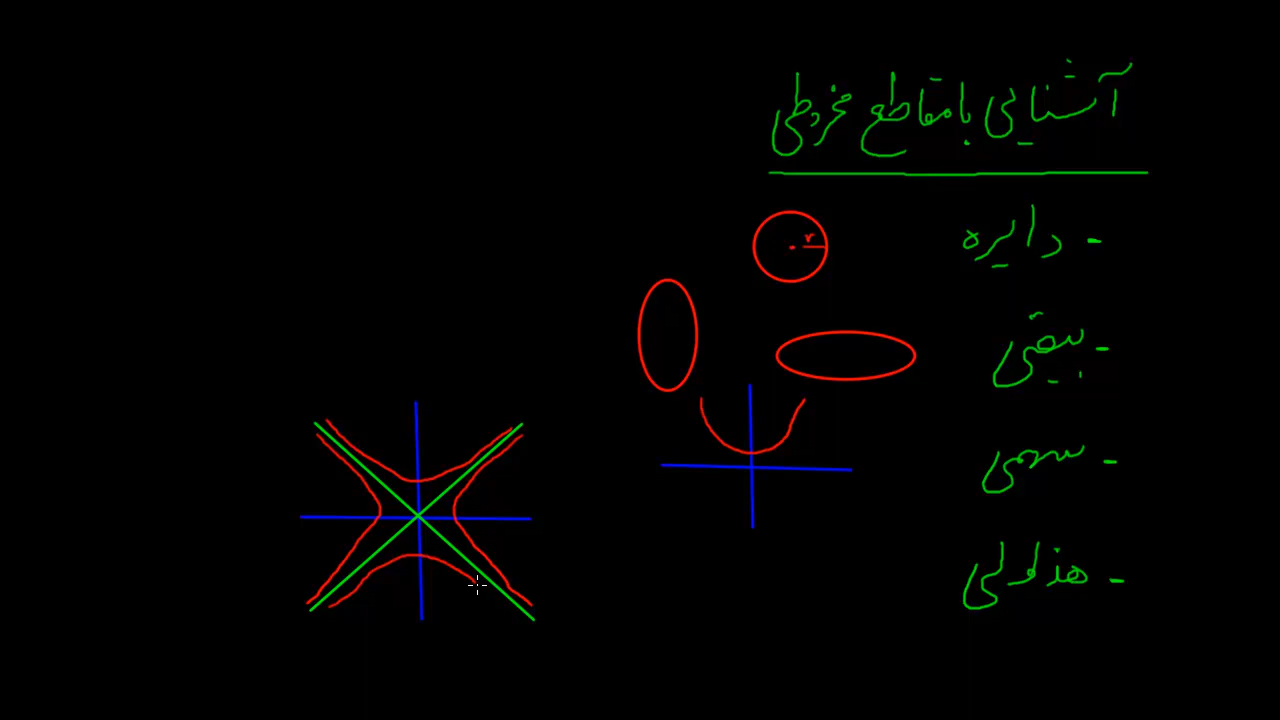 آشنایی با مقاطع مخروطی
- دایره
r
- بیضی
- سهمی
- هذلولی